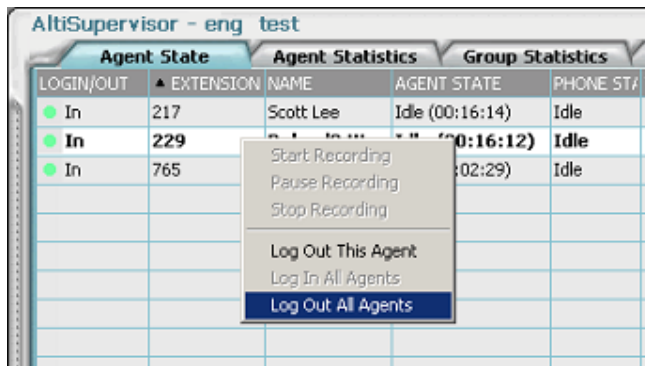 AltiSupervisor - eng test
Agent State Agent Statistics Group Statistics
LOGIN/OUT EXTENSION NAME AGENT STATE PHONE STA
In 217 Scott Lee Idle (00:16:14) Idle
In 229 00:16:12) Idle
In 765 :02:29) Idle
Start Recording
Pause Recording
Stop Recording
Log Out This Agent
Log In All Agents
Log Out All Agents